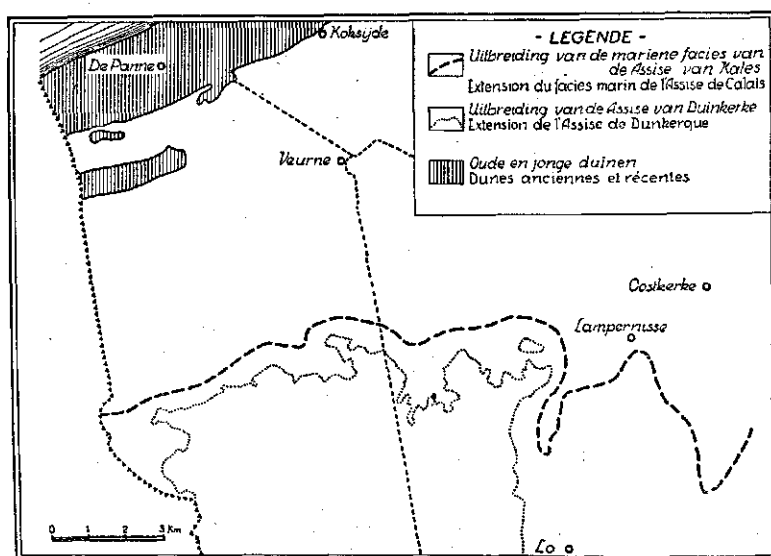 - LEGENDE -
Uitbreiding van de mariene facies van
de Assise van Kales
Extension du facies marin de l'Assise de Calais
Uitbreiding van de Assise van Duinkerke
Extension de l'Assise de Dunkerque
Oude en jonge duinen
Dunes anciennes et récentes
Koksijde
De Panne
Veurne
Oostkerke
Lampernisse
Lo
0 1 2 3 Km